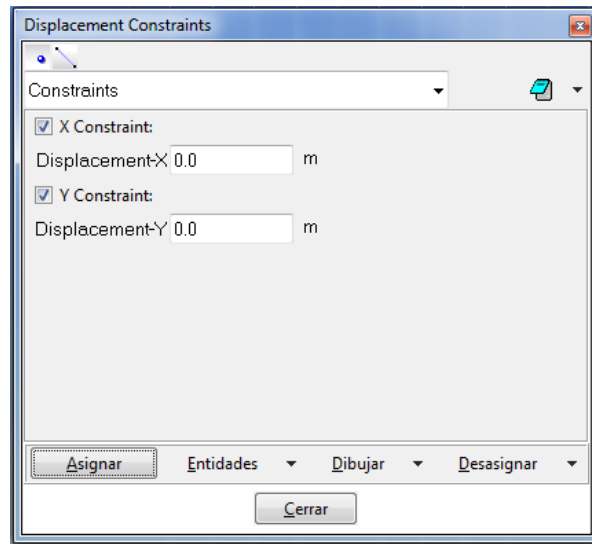 Displacement Constraints
Constraints
X Constraint:
Displacement-X 0.0 m
Y Constraint:
Displacement-Y 0.0 m
Asignar Entidades Dibujar Desasignar
Cerrar